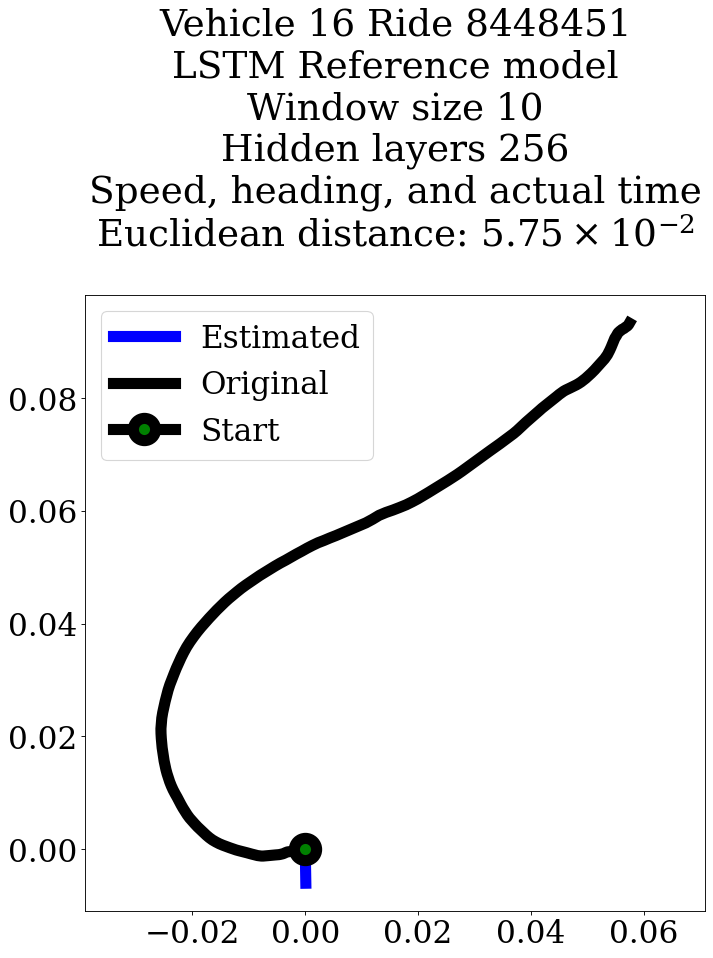 Vehicle 16 Ride 8448451
LSTM Reference model
Window size 10
Hidden layers 256
Speed, heading, and actual time
Euclidean distance: 5.75 × 10⁻²
Estimated
Original
Start
0.08
0.06
0.04
0.02
0.00
−0.02 0.00 0.02 0.04 0.06